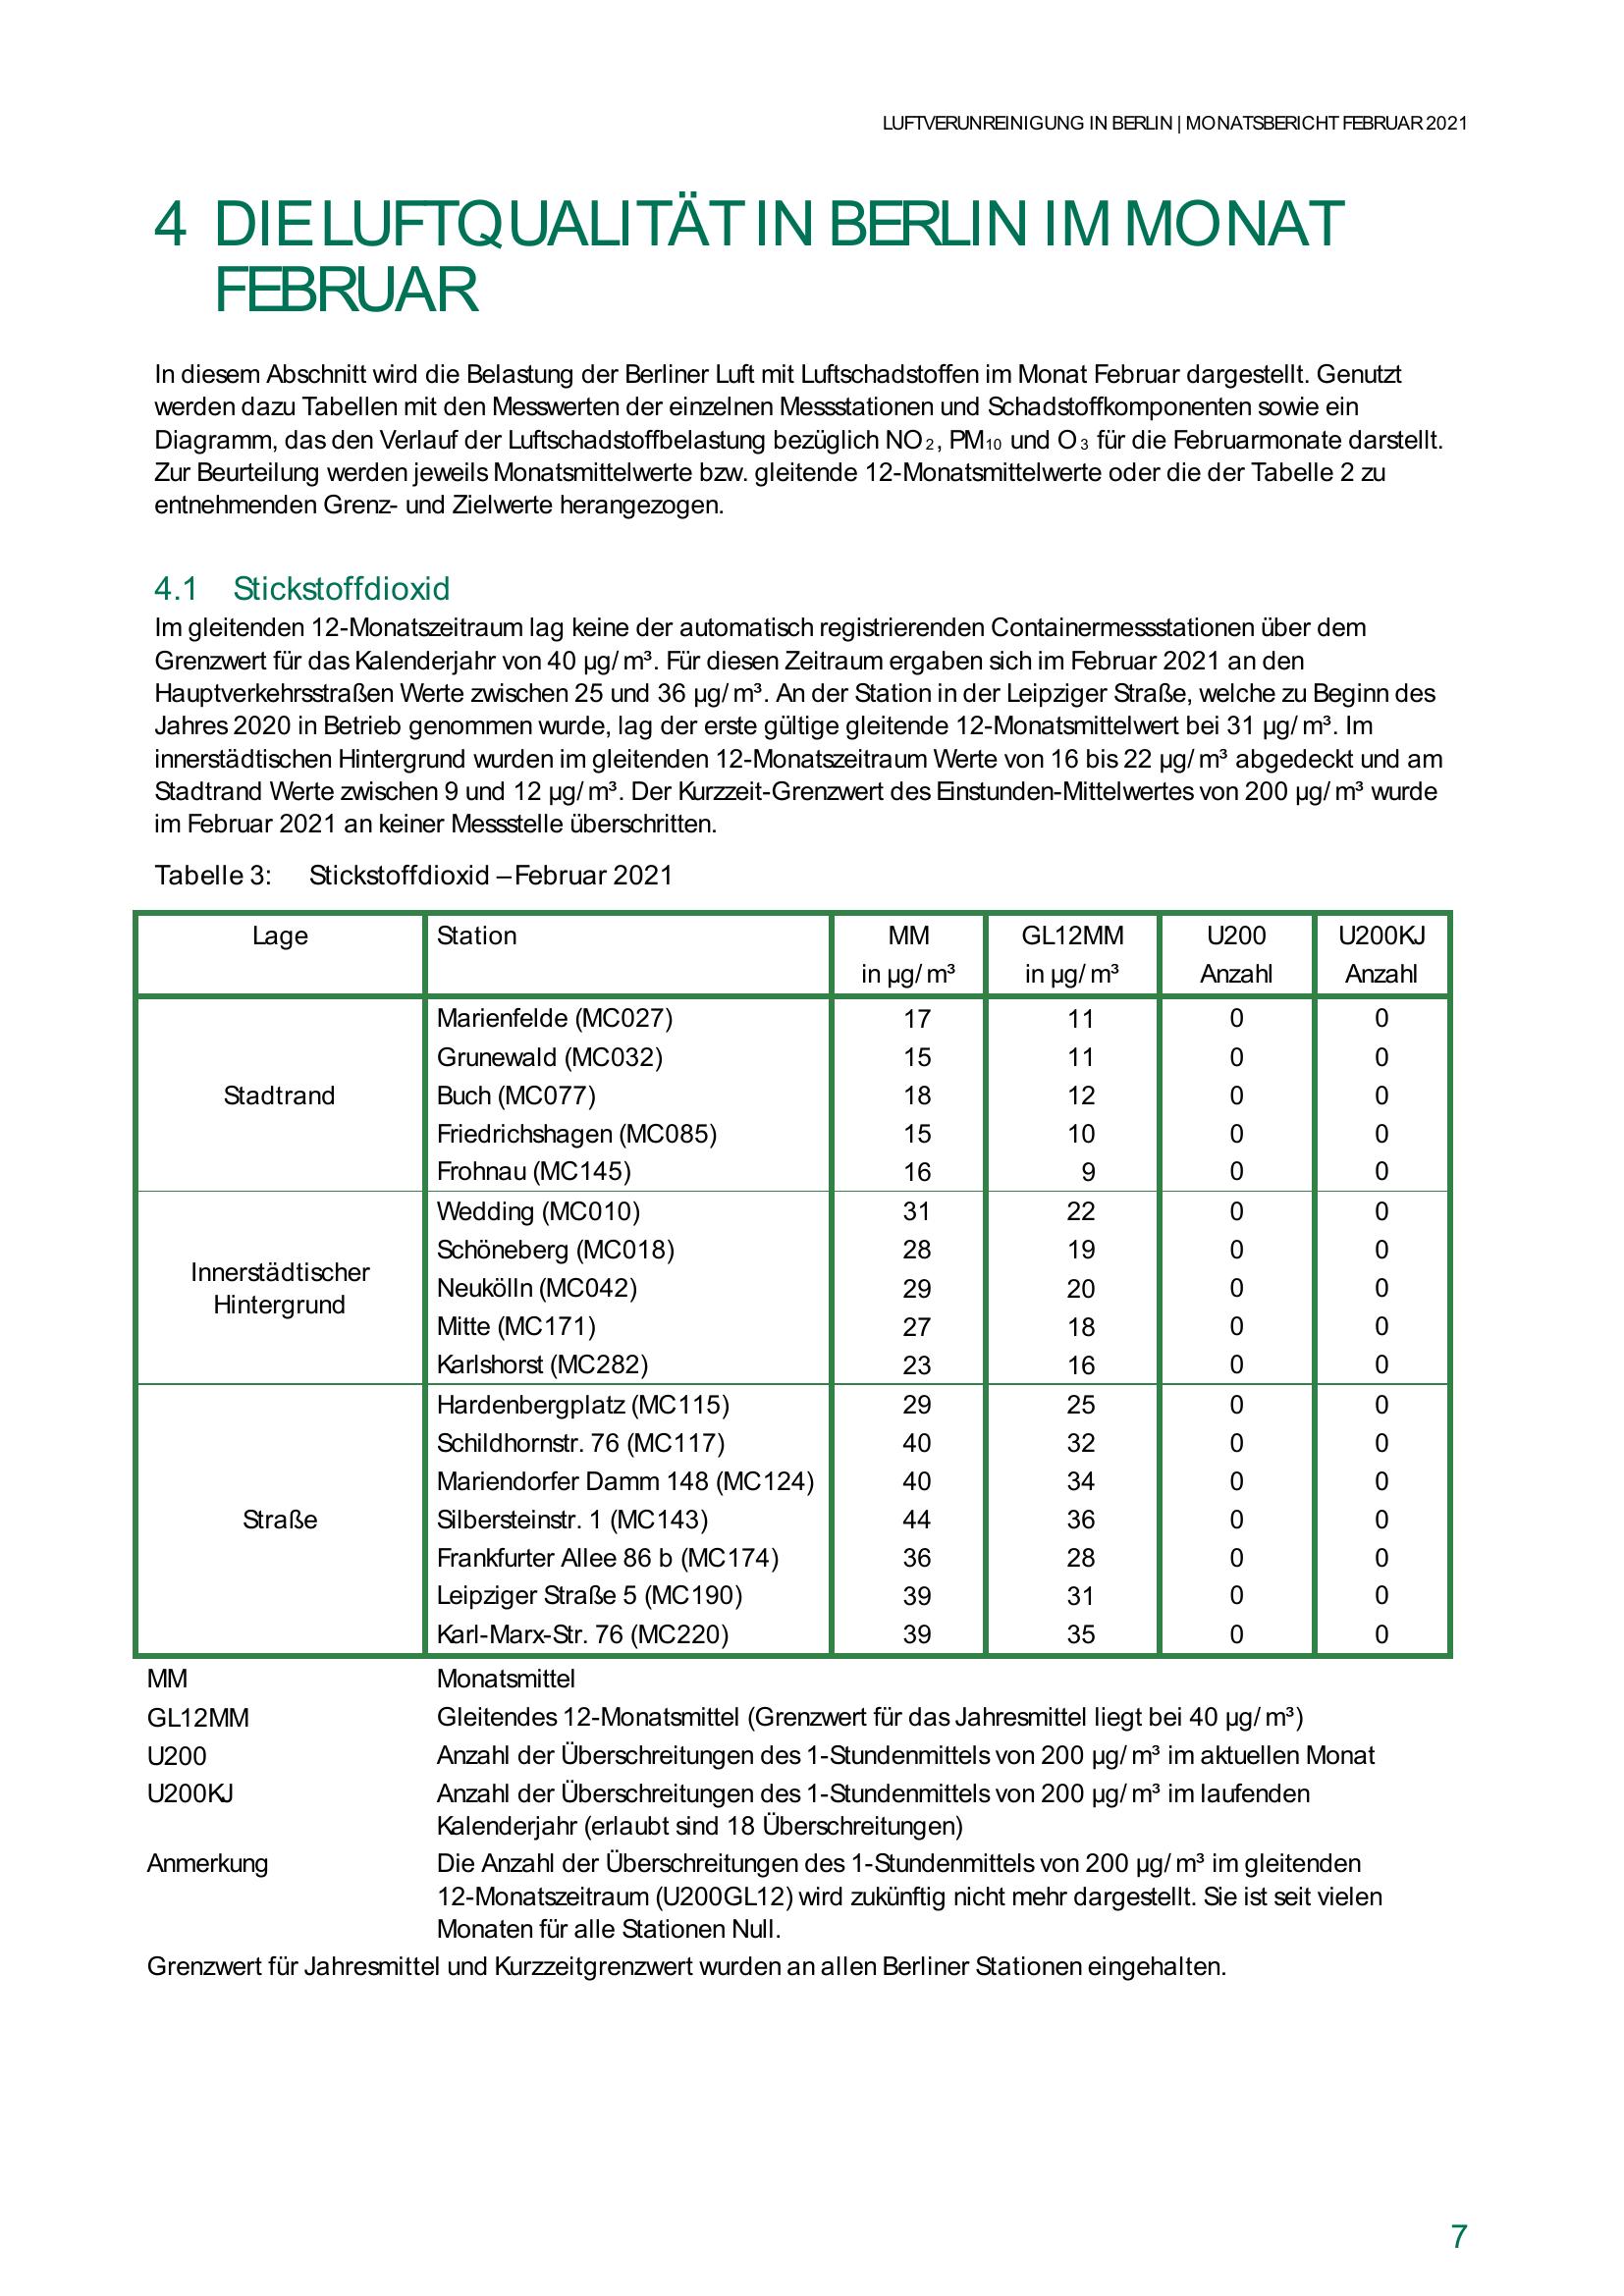 LUFTVERUNREINIGUNG IN BERLIN | MONATSBERICHT FEBRUAR 2021
4 DIE LUFTQUALITÄT IN BERLIN IM MONAT
FEBRUAR
In diesem Abschnitt wird die Belastung der Berliner Luft mit Luftschadstoffen im Monat Februar dargestellt. Genutzt
werden dazu Tabellen mit den Messwerten der einzelnen Messstationen und Schadstoffkomponenten sowie ein
Diagramm, das den Verlauf der Luftschadstoffbelastung bezüglich NO₂, PM₁₀ und O₃ für die Februarmonate darstellt.
Zur Beurteilung werden jeweils Monatsmittelwerte bzw. gleitende 12-Monatsmittelwerte oder die der Tabelle 2 zu
entnehmenden Grenz- und Zielwerte herangezogen.
4.1 Stickstoffdioxid
Im gleitenden 12-Monatszeitraum lag keine der automatisch registrierenden Containermessstationen über dem
Grenzwert für das Kalenderjahr von 40 µg/m³. Für diesen Zeitraum ergaben sich im Februar 2021 an den
Hauptverkehrsstraßen Werte zwischen 25 und 36 µg/m³. An der Station in der Leipziger Straße, welche zu Beginn des
Jahres 2020 in Betrieb genommen wurde, lag der erste gültige gleitende 12-Monatsmittelwert bei 31 µg/m³. Im
innerstädtischen Hintergrund wurden im gleitenden 12-Monatszeitraum Werte von 16 bis 22 µg/m³ abgedeckt und am
Stadtrand Werte zwischen 9 und 12 µg/m³. Der Kurzzeit-Grenzwert des Einstunden-Mittelwertes von 200 µg/m³ wurde
im Februar 2021 an keiner Messstelle überschritten.
Tabelle 3: Stickstoffdioxid – Februar 2021
Lage Station MM GL12MM U200 U200KJ
in µg/m³ in µg/m³ Anzahl Anzahl
Marienfelde (MC027) 17 11 0 0
Grunewald (MC032) 15 11 0 0
Stadtrand Buch (MC077) 18 12 0 0
Friedrichshagen (MC085) 15 10 0 0
Frohnau (MC145) 16 9 0 0
Wedding (MC010) 31 22 0 0
Schöneberg (MC018) 28 19 0 0
Innerstädtischer
Hintergrund
Neukölln (MC042) 29 20 0 0
Mitte (MC171) 27 18 0 0
Karlshorst (MC282) 23 16 0 0
Hardenbergplatz (MC115) 29 25 0 0
Schildhornstr. 76 (MC117) 40 32 0 0
Mariendorfer Damm 148 (MC124) 40 34 0 0
Straße Silbersteinstr. 1 (MC143) 44 36 0 0
Frankfurter Allee 86 b (MC174) 36 28 0 0
Leipziger Straße 5 (MC190) 39 31 0 0
Karl-Marx-Str. 76 (MC220) 39 35 0 0
MM Monatsmittel
GL12MM Gleitendes 12-Monatsmittel (Grenzwert für das Jahresmittel liegt bei 40 µg/m³)
U200 Anzahl der Überschreitungen des 1-Stundenmittels von 200 µg/m³ im aktuellen Monat
U200KJ Anzahl der Überschreitungen des 1-Stundenmittels von 200 µg/m³ im laufenden
Kalenderjahr (erlaubt sind 18 Überschreitungen)
Anmerkung Die Anzahl der Überschreitungen des 1-Stundenmittels von 200 µg/m³ im gleitenden
12-Monatszeitraum (U200GL12) wird zukünftig nicht mehr dargestellt. Sie ist seit vielen
Monaten für alle Stationen Null.
Grenzwert für Jahresmittel und Kurzzeitgrenzwert wurden an allen Berliner Stationen eingehalten.
7